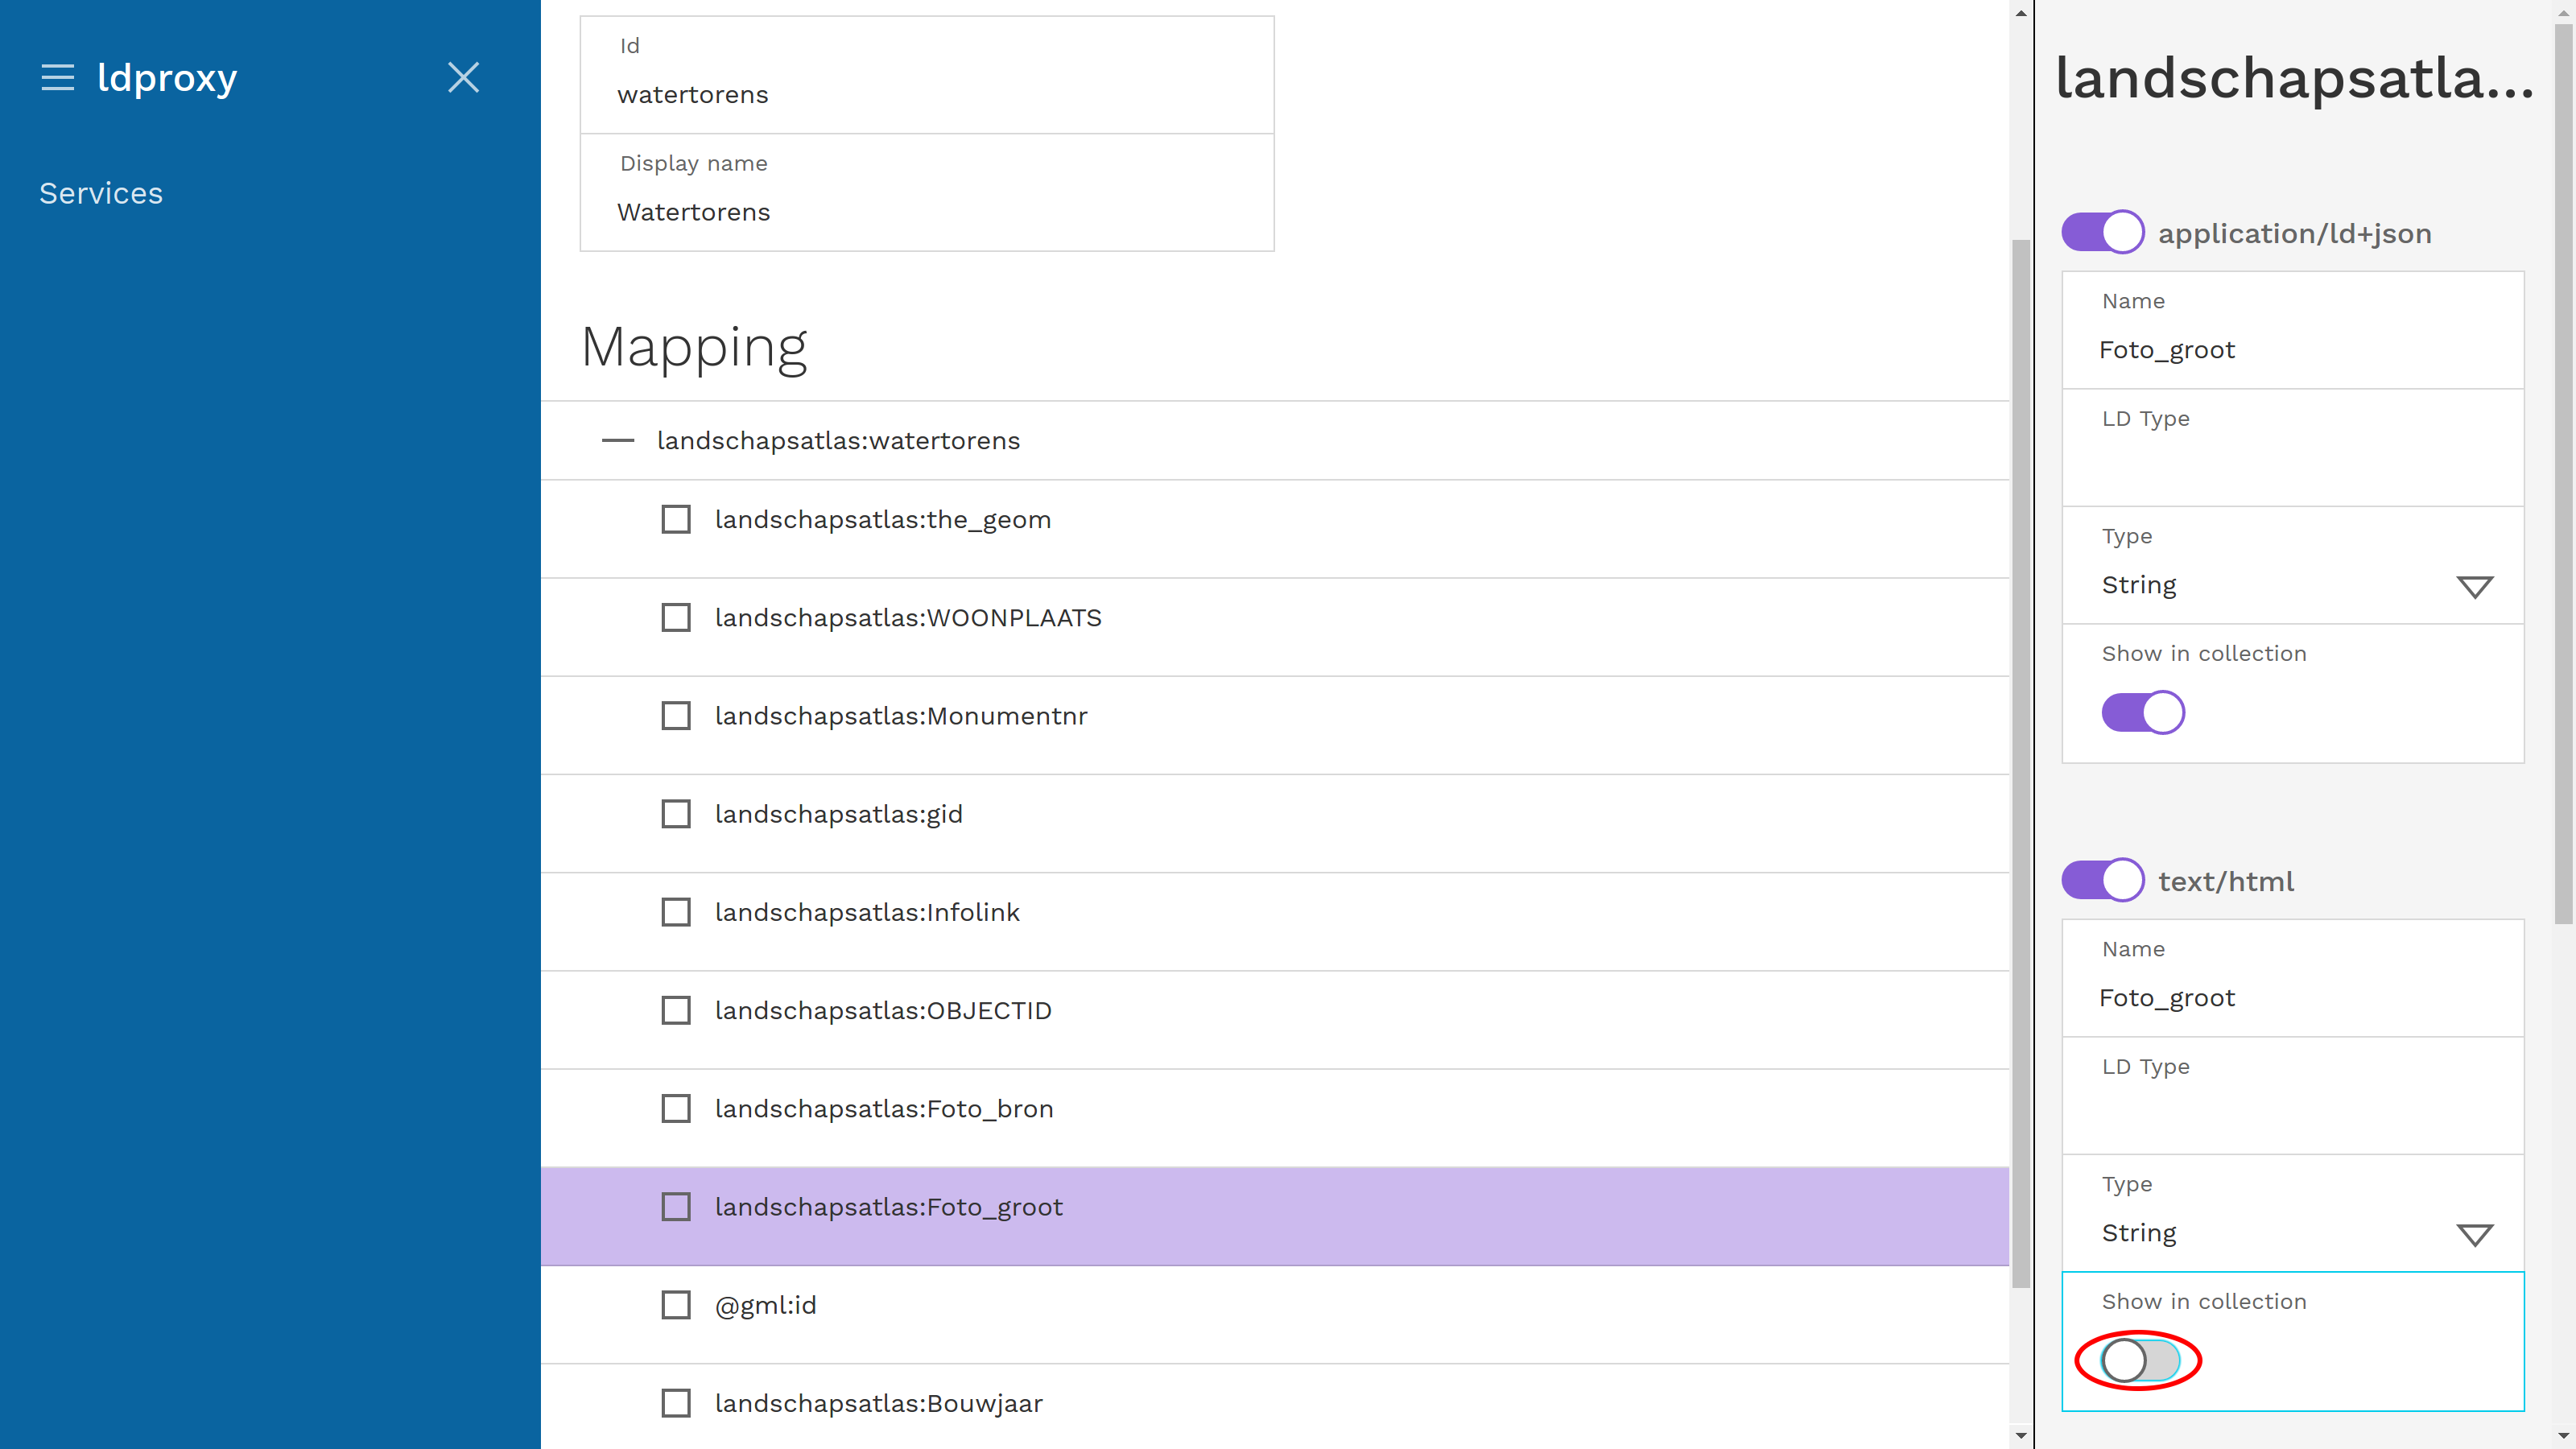 ldproxy
Services
Id
watertorens
Display name
Watertorens
Mapping
landschapsatlas:watertorens
landschapsatlas:the_geom
landschapsatlas:WOONPLAATS
landschapsatlas:Monumentnr
landschapsatlas:gid
landschapsatlas:Infolink
landschapsatlas:OBJECTID
landschapsatlas:Foto_bron
landschapsatlas:Foto_groot
@gml:id
landschapsatlas:Bouwjaar
landschapsatla...
application/ld+json
Name
Foto_groot
LD Type
Type
String
Show in collection
text/html
Name
Foto_groot
LD Type
Type
String
Show in collection